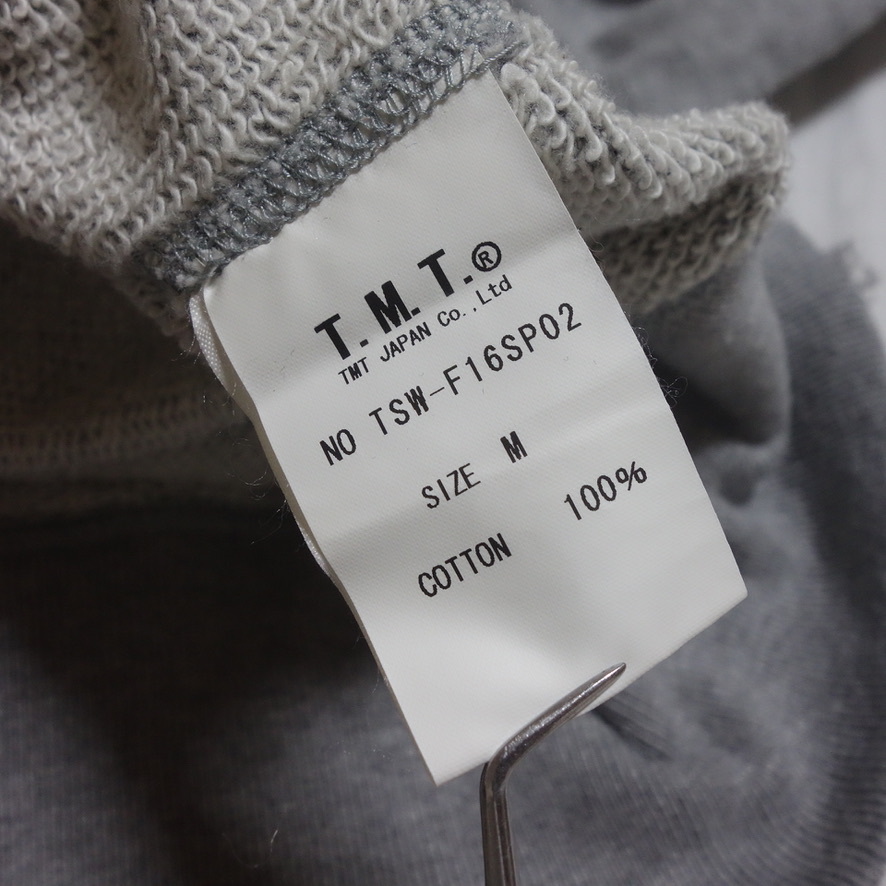 T.M.T.®
TMT JAPAN Co.,Ltd
NO TSW-F16SP02
SIZE M
COTTON 100%